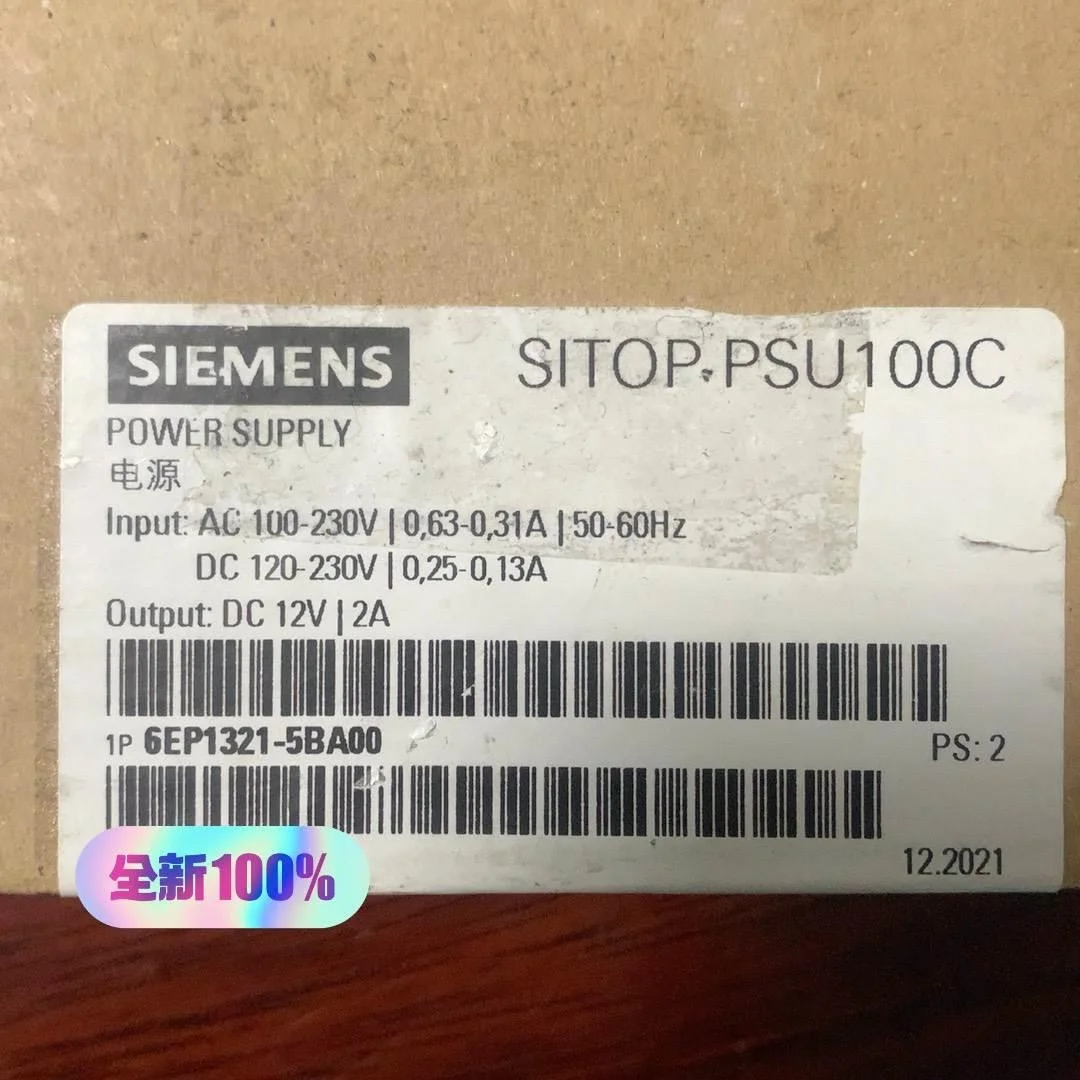 SIEMENS SITOP PSU100C
POWER SUPPLY
电源
Input: AC 100-230V | 0,63-0,31A | 50-60Hz
DC 120-230V | 0,25-0,13A
Output: DC 12V | 2A
1P 6EP1321-5BA00 PS: 2
全新100%
12.2021